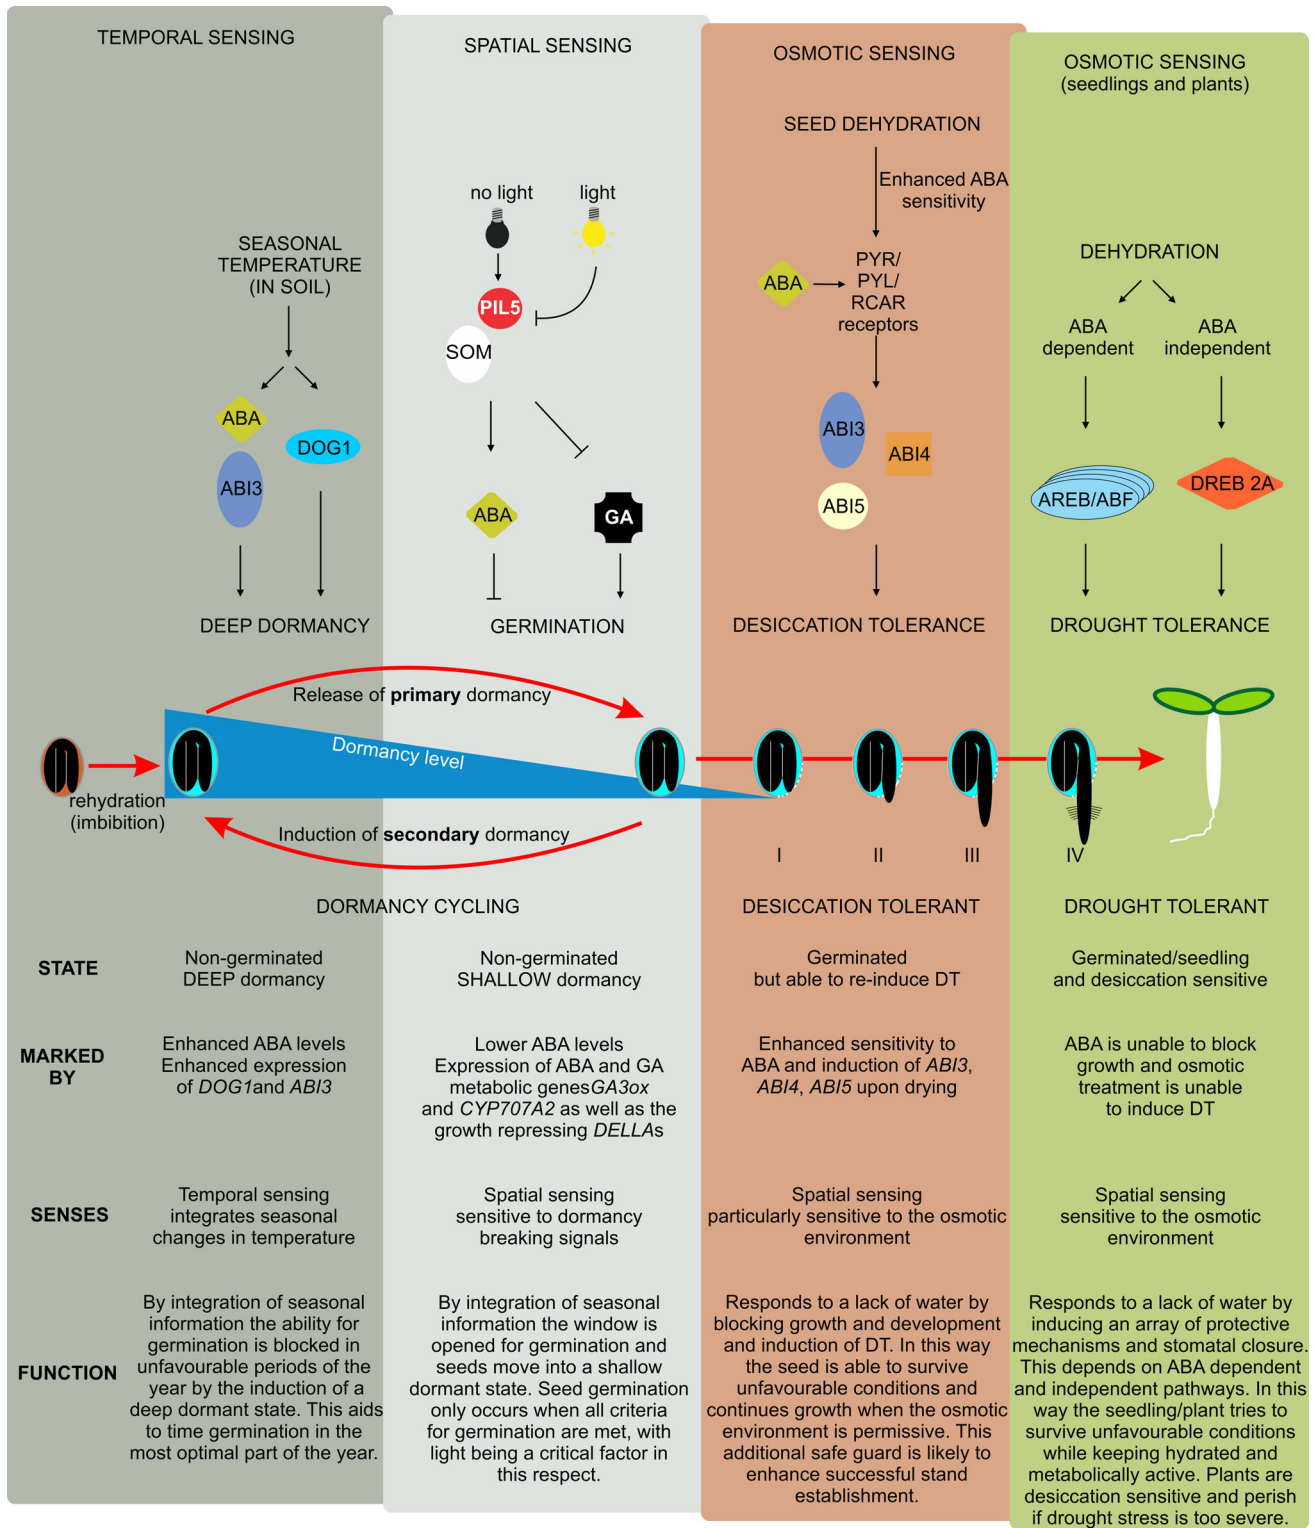 TEMPORAL SENSING
SEASONAL
TEMPERATURE
(IN SOIL)
ABA
DOG1
ABI3
DEEP DORMANCY
SPATIAL SENSING
no light
light
PIL5
SOM
ABA
GA
GERMINATION
OSMOTIC SENSING
SEED DEHYDRATION
Enhanced ABA
sensitivity
ABA
PYR/
PYL/
RCAR
receptors
ABI3
ABI4
ABI5
DESICCATION TOLERANCE
OSMOTIC SENSING
(seedlings and plants)
DEHYDRATION
ABA
dependent
ABA
independent
AREB/ABF
DREB 2A
DROUGHT TOLERANCE
Release of primary dormancy
Dormancy level
rehydration
(imbibition)
Induction of secondary dormancy
I
II
III
IV
DORMANCY CYCLING
DESICCATION TOLERANT
DROUGHT TOLERANT
STATE
Non-germinated
DEEP dormancy
Non-germinated
SHALLOW dormancy
Germinated
but able to re-induce DT
Germinated/seedling
and desiccation sensitive
MARKED
BY
Enhanced ABA levels
Enhanced expression
of DOG1and ABI3
Lower ABA levels
Expression of ABA and GA
metabolic genesGA3ox
and CYP707A2 as well as the
growth repressing DELLAs
Enhanced sensitivity to
ABA and induction of ABI3,
ABI4, ABI5 upon drying
ABA is unable to block
growth and osmotic
treatment is unable
to induce DT
SENSES
Temporal sensing
integrates seasonal
changes in temperature
Spatial sensing
sensitive to dormancy
breaking signals
Spatial sensing
particularly sensitive to the osmotic
environment
Spatial sensing
sensitive to the osmotic
environment
FUNCTION
By integration of seasonal
information the ability for
germination is blocked in
unfavourable periods of the
year by the induction of a
deep dormant state. This aids
to time germination in the
most optimal part of the year.
By integration of seasonal
information the window is
opened for germination and
seeds move into a shallow
dormant state. Seed germination
only occurs when all criteria
for germination are met, with
light being a critical factor in
this respect.
Responds to a lack of water by
blocking growth and development
and induction of DT. In this way
the seed is able to survive
unfavourable conditions and
continues growth when the osmotic
environment is permissive. This
additional safe guard is likely to
enhance successful stand
establishment.
Responds to a lack of water by
inducing an array of protective
mechanisms and stomatal closure.
This depends on ABA dependent
and independent pathways. In this
way the seedling/plant tries to
survive unfavourable conditions
while keeping hydrated and
metabolically active. Plants are
desiccation sensitive and perish
if drought stress is too severe.